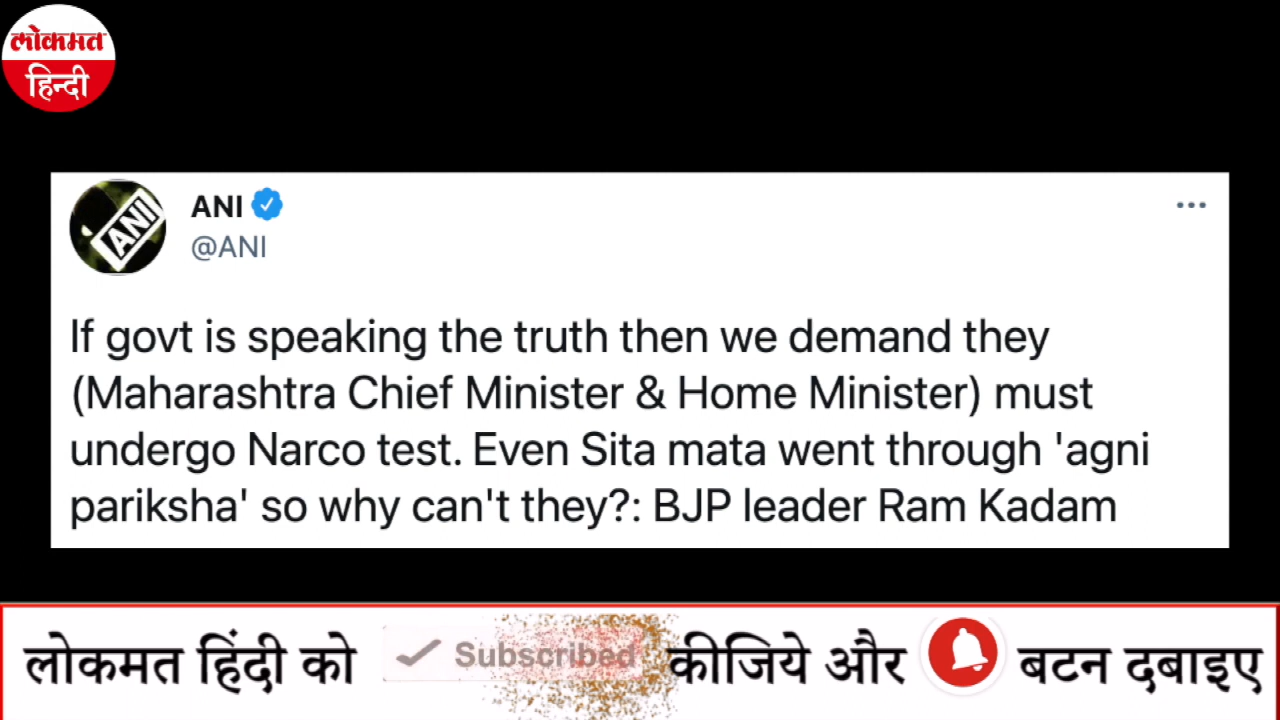 लोकमत
हिन्दी
ANI
ANI
@ANI
If govt is speaking the truth then we demand they
(Maharashtra Chief Minister & Home Minister) must
undergo Narco test. Even Sita mata went through 'agni
pariksha' so why can't they?: BJP leader Ram Kadam
लोकमत हिंदी को Subscribed कीजिये और बटन दबाइए